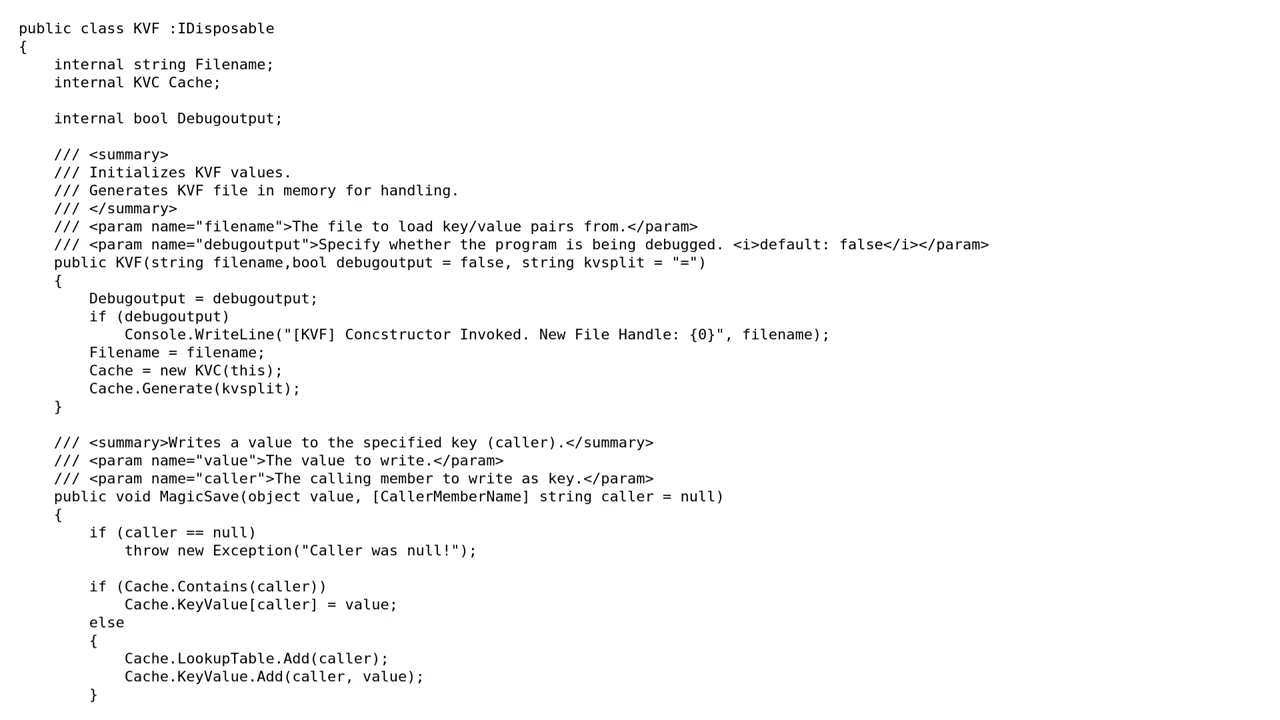 public class KVF :IDisposable
{
    internal string Filename;
    internal KVC Cache;

    internal bool Debugoutput;

    /// <summary>
    /// Initializes KVF values.
    /// Generates KVF file in memory for handling.
    /// </summary>
    /// <param name="filename">The file to load key/value pairs from.</param>
    /// <param name="debugoutput">Specify whether the program is being debugged. <i>default: false</i></param>
    public KVF(string filename,bool debugoutput = false, string kvsplit = "=")
    {
        Debugoutput = debugoutput;
        if (debugoutput)
            Console.WriteLine("[KVF] Concstructor Invoked. New File Handle: {0}", filename);
        Filename = filename;
        Cache = new KVC(this);
        Cache.Generate(kvsplit);
    }

    /// <summary>Writes a value to the specified key (caller).</summary>
    /// <param name="value">The value to write.</param>
    /// <param name="caller">The calling member to write as key.</param>
    public void MagicSave(object value, [CallerMemberName] string caller = null)
    {
        if (caller == null)
            throw new Exception("Caller was null!");

        if (Cache.Contains(caller))
            Cache.KeyValue[caller] = value;
        else
        {
            Cache.LookupTable.Add(caller);
            Cache.KeyValue.Add(caller, value);
        }